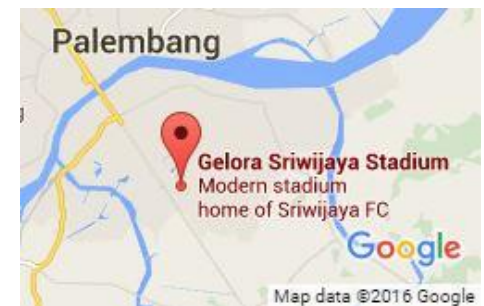 Palembang
Gelora Sriwijaya Stadium
Modern stadium
home of Sriwijaya FC
Google
Map data ©2016 Google